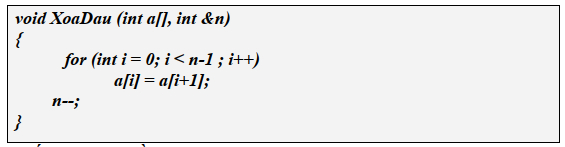 void XoaDau (int a[], int &n)
{
for (int i = 0; i < n-1 ; i++)
a[i] = a[i+1];
n--;
}